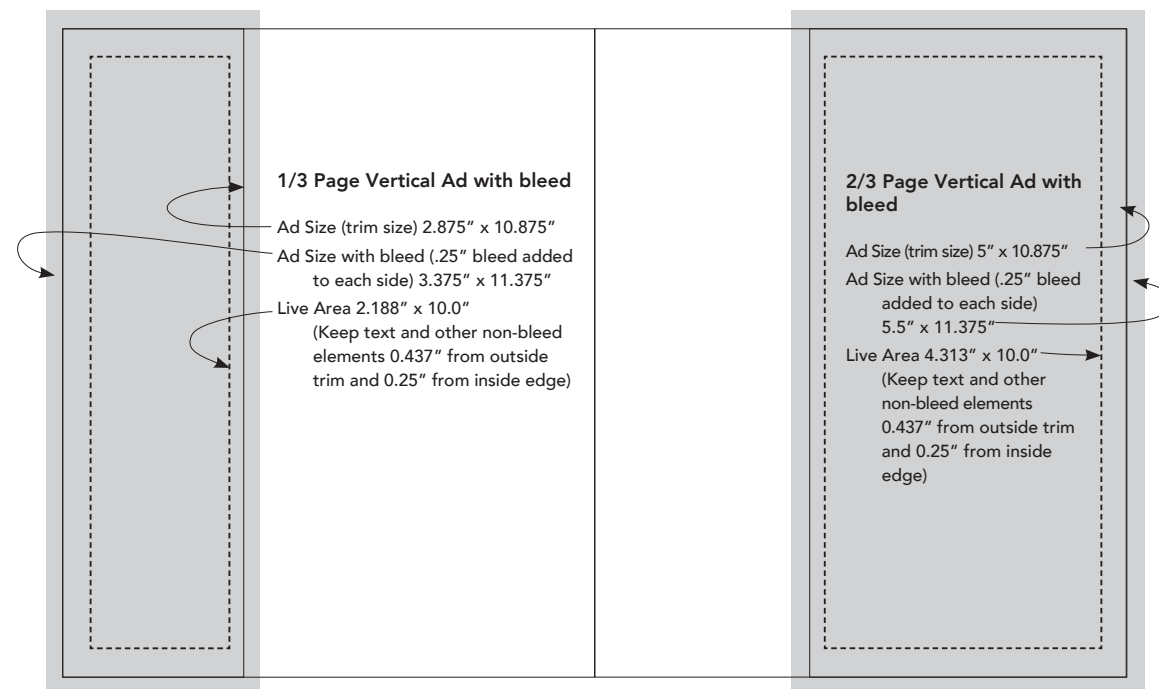 1/3 Page Vertical Ad with bleed
Ad Size (trim size) 2.875” x 10.875”
Ad Size with bleed (.25” bleed added
to each side) 3.375” x 11.375”
Live Area 2.188” x 10.0”
(Keep text and other non-bleed
elements 0.437” from outside
trim and 0.25” from inside edge)
2/3 Page Vertical Ad with
bleed
Ad Size (trim size) 5” x 10.875”
Ad Size with bleed (.25” bleed
added to each side)
5.5” x 11.375”
Live Area 4.313” x 10.0”
(Keep text and other
non-bleed elements
0.437” from outside trim
and 0.25” from inside
edge)